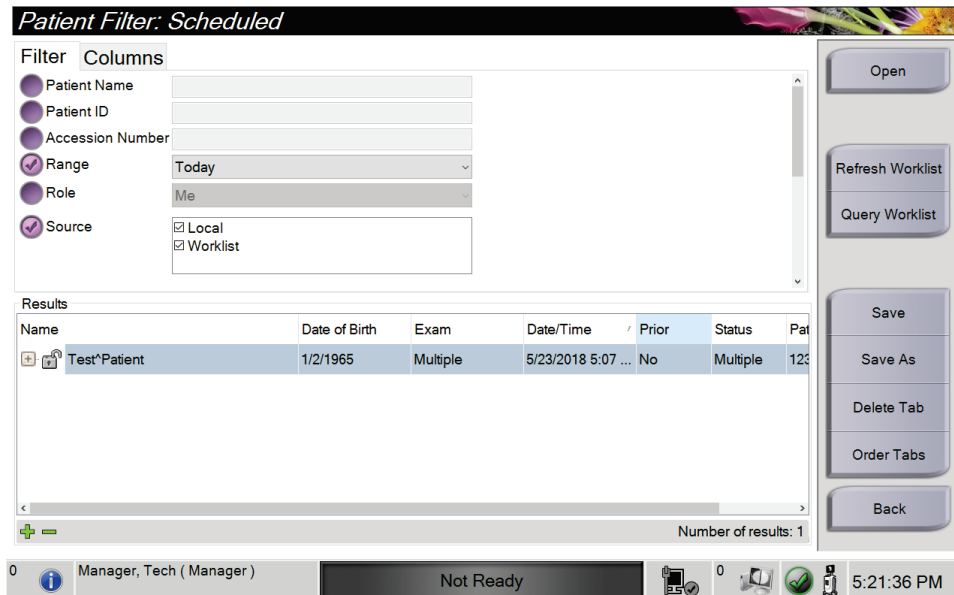 Patient Filter: Scheduled
Filter Columns
Patient Name
Patient ID
Accession Number
Range Today
Role Me
Source Local
Worklist
Open
Refresh Worklist
Query Worklist
Save
Save As
Delete Tab
Order Tabs
Back
Results
Name Date of Birth Exam Date/Time Prior Status Pat
Test^Patient 1/2/1965 Multiple 5/23/2018 5:07 ... No Multiple 123
Number of results: 1
0 Manager, Tech ( Manager ) Not Ready 0 5:21:36 PM